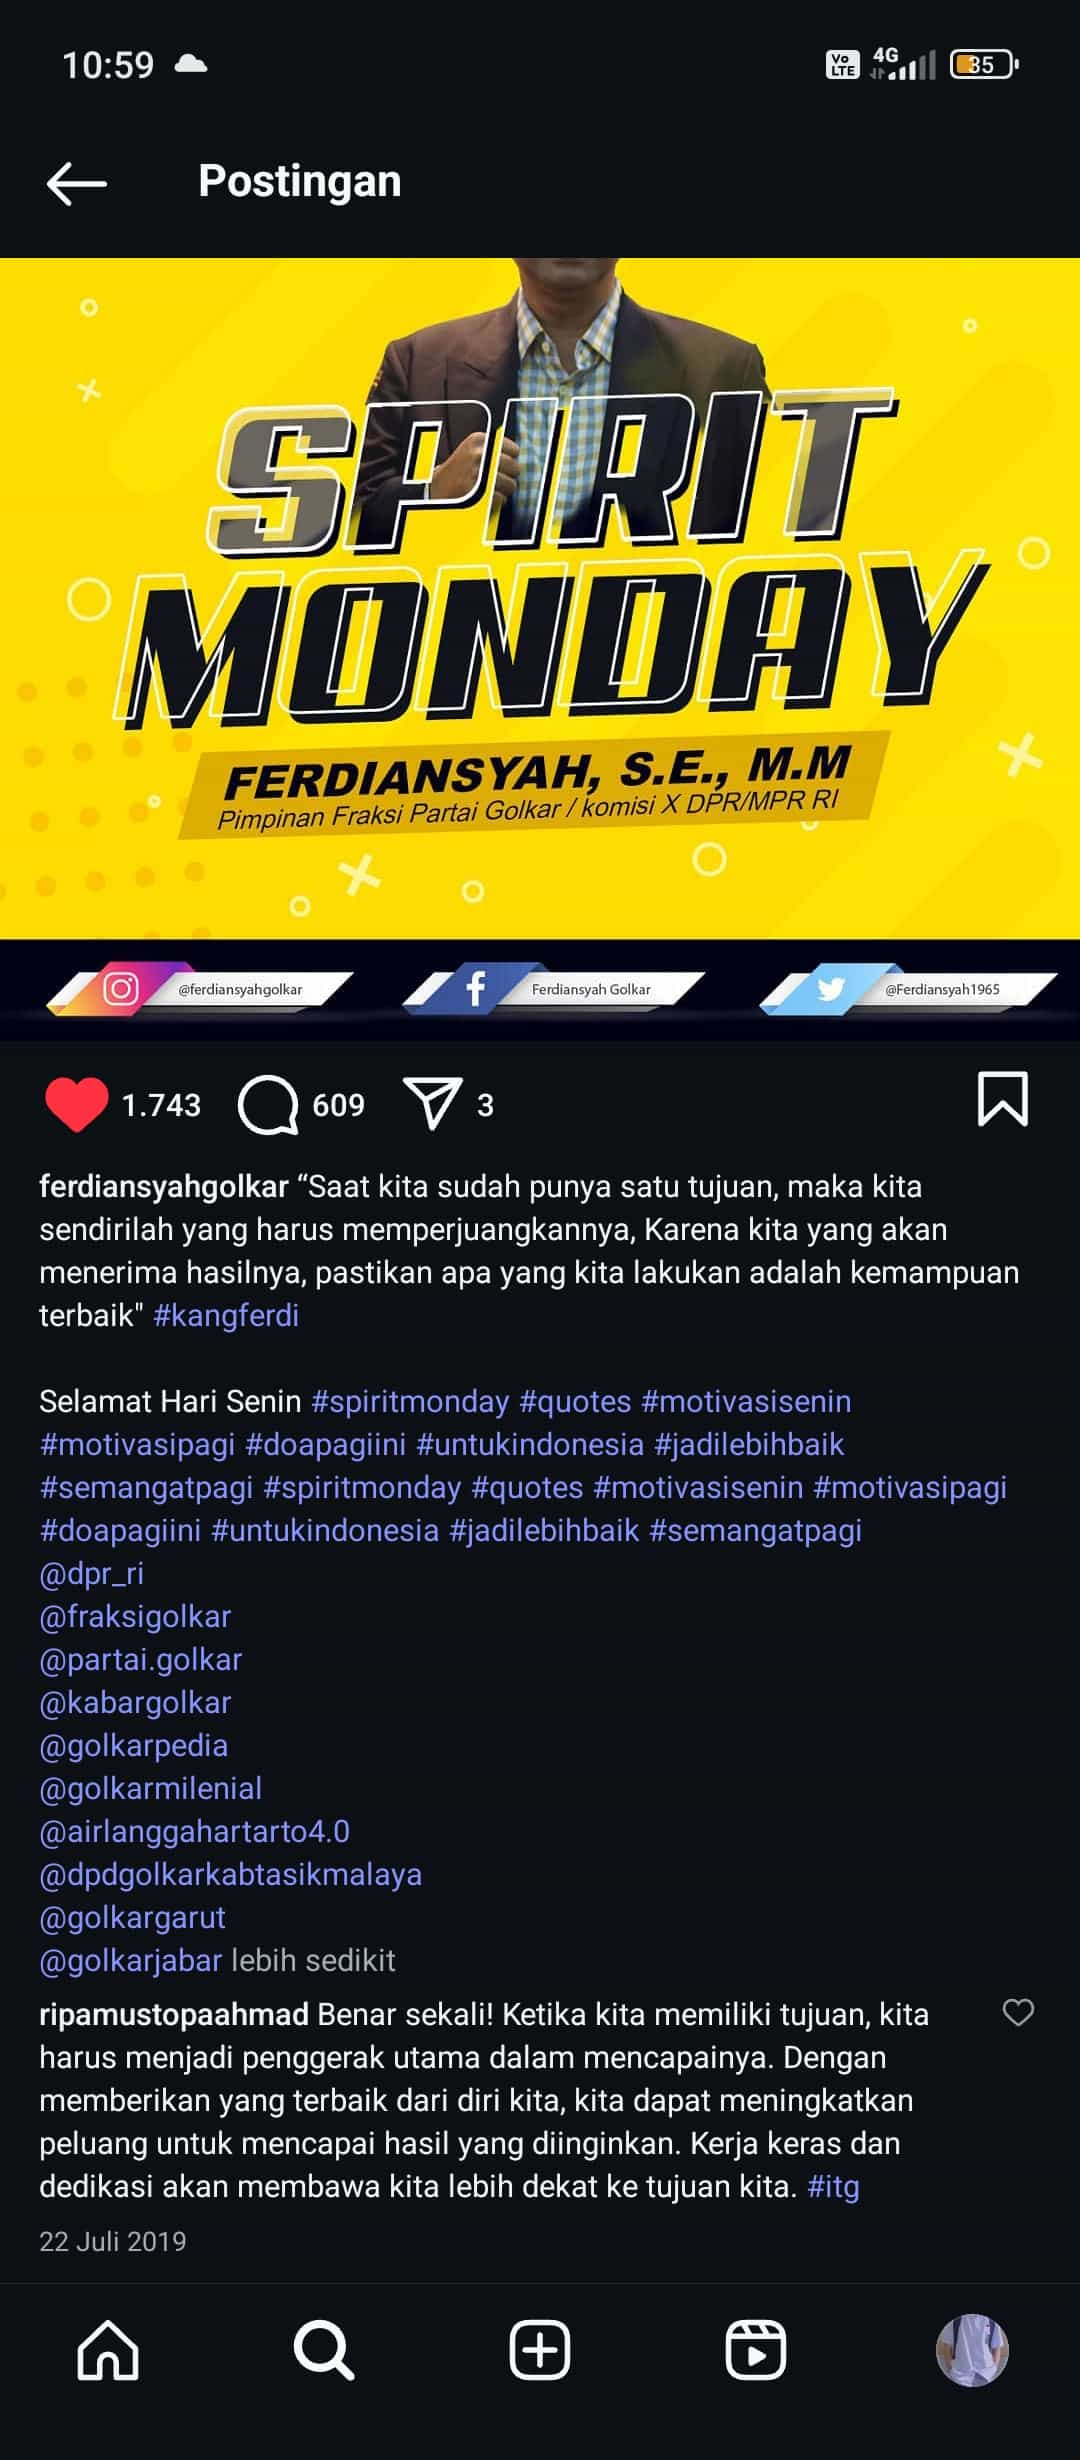 10:59
Vo LTE 4G 35
Postingan
SPIRIT
MONDAY
FERDIANSYAH, S.E., M.M
Pimpinan Fraksi Partai Golkar / komisi X DPR/MPR RI
@ferdiansyahgolkar Ferdiansyah Golkar @Ferdiansyah1965
1.743 609 3
ferdiansyahgolkar “Saat kita sudah punya satu tujuan, maka kita
sendirilah yang harus memperjuangkannya, Karena kita yang akan
menerima hasilnya, pastikan apa yang kita lakukan adalah kemampuan
terbaik" #kangferdi
Selamat Hari Senin #spiritmonday #quotes #motivasisenin
#motivasipagi #doapagiini #untukindonesia #jadilebihbaik
#semangatpagi #spiritmonday #quotes #motivasisenin #motivasipagi
#doapagiini #untukindonesia #jadilebihbaik #semangatpagi
@dpr_ri
@fraksigolkar
@partai.golkar
@kabargolkar
@golkarpedia
@golkarmilenial
@airlanggahartarto4.0
@dpdgolkarkabtasikmalaya
@golkargarut
@golkarjabar lebih sedikit
ripamustopaahmad Benar sekali! Ketika kita memiliki tujuan, kita
harus menjadi penggerak utama dalam mencapainya. Dengan
memberikan yang terbaik dari diri kita, kita dapat meningkatkan
peluang untuk mencapai hasil yang diinginkan. Kerja keras dan
dedikasi akan membawa kita lebih dekat ke tujuan kita. #itg
22 Juli 2019